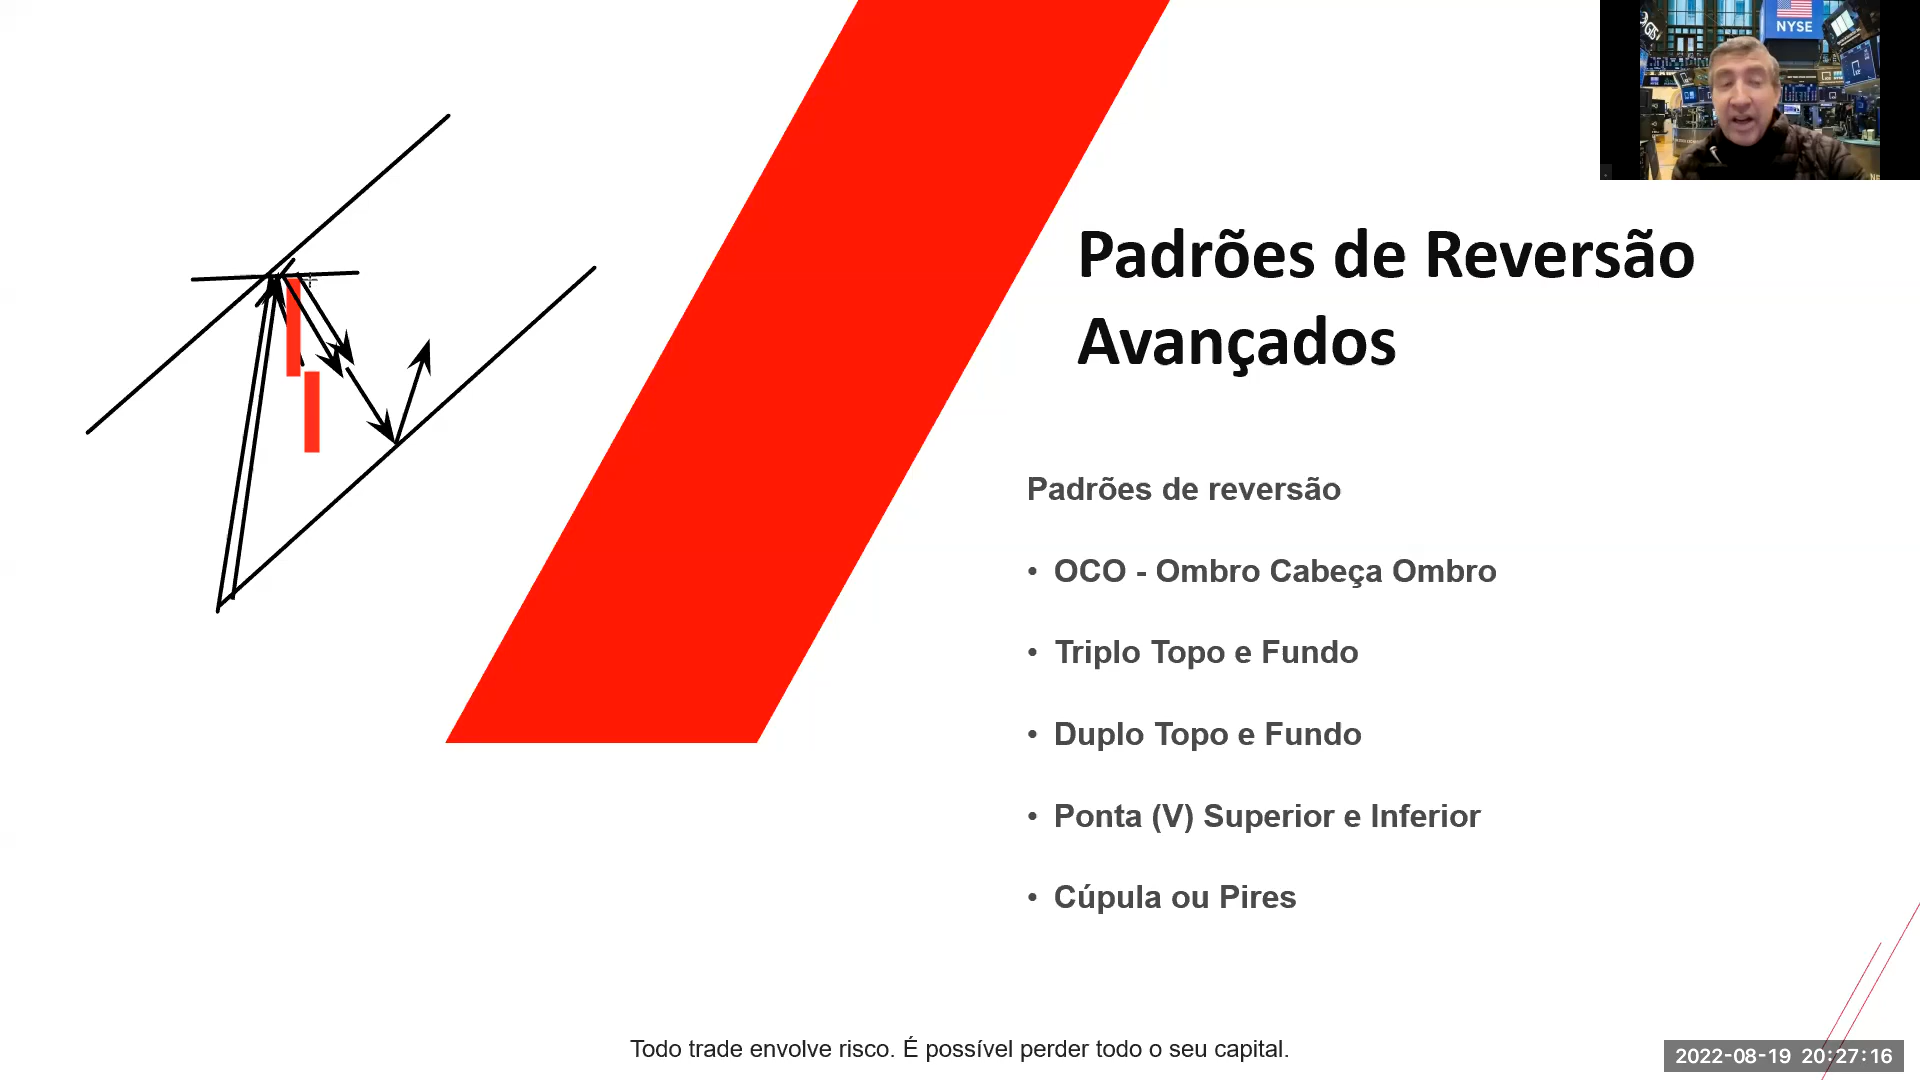 NYSE
Padrões de Reversão
Avançados
Padrões de reversão
• OCO - Ombro Cabeça Ombro
• Triplo Topo e Fundo
• Duplo Topo e Fundo
• Ponta (V) Superior e Inferior
• Cúpula ou Pires
Todo trade envolve risco. É possível perder todo o seu capital.
2022-08-19 20:27:16